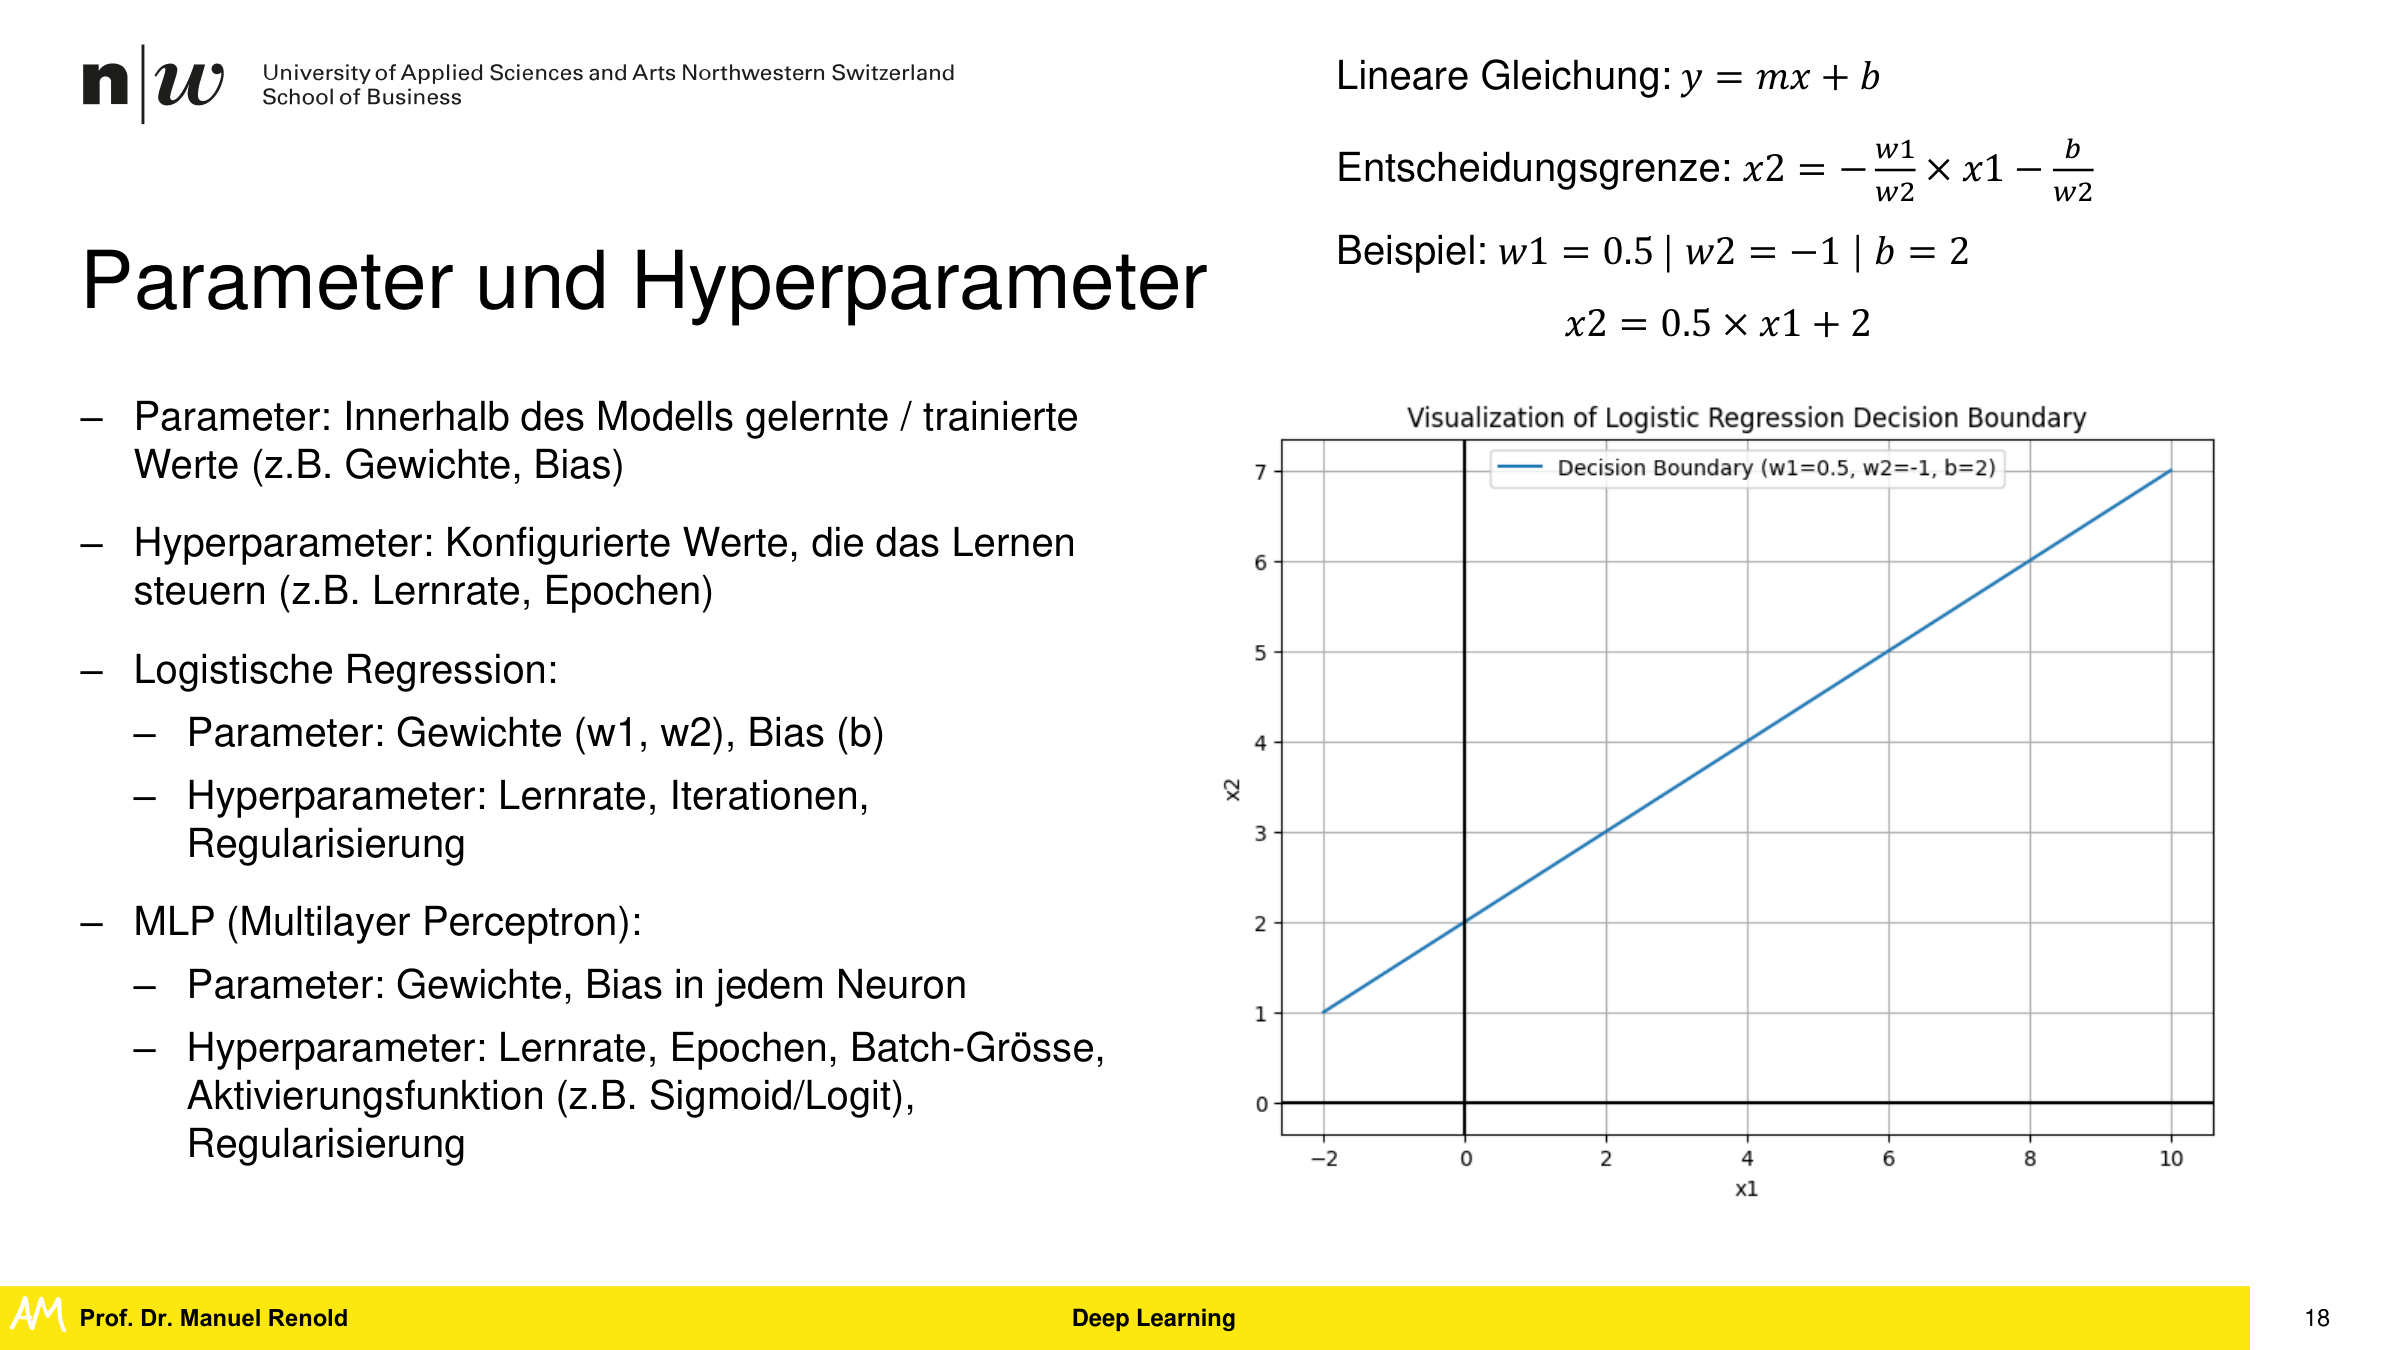 n|w University of Applied Sciences and Arts Northwestern Switzerland
School of Business
Lineare Gleichung: y = mx + b
Entscheidungsgrenze: x2 = −w1/w2 × x1 − b/w2
Beispiel: w1 = 0.5 | w2 = −1 | b = 2
x2 = 0.5 × x1 + 2
Parameter und Hyperparameter
– Parameter: Innerhalb des Modells gelernte / trainierte
Werte (z.B. Gewichte, Bias)
– Hyperparameter: Konfigurierte Werte, die das Lernen
steuern (z.B. Lernrate, Epochen)
– Logistische Regression:
– Parameter: Gewichte (w1, w2), Bias (b)
– Hyperparameter: Lernrate, Iterationen,
Regularisierung
– MLP (Multilayer Perceptron):
– Parameter: Gewichte, Bias in jedem Neuron
– Hyperparameter: Lernrate, Epochen, Batch-Grösse,
Aktivierungsfunktion (z.B. Sigmoid/Logit),
Regularisierung
Visualization of Logistic Regression Decision Boundary
Decision Boundary (w1=0.5, w2=-1, b=2)
7
6
5
4
3
2
1
0
x2
−2 0 2 4 6 8 10
x1
AM Prof. Dr. Manuel Renold Deep Learning 18